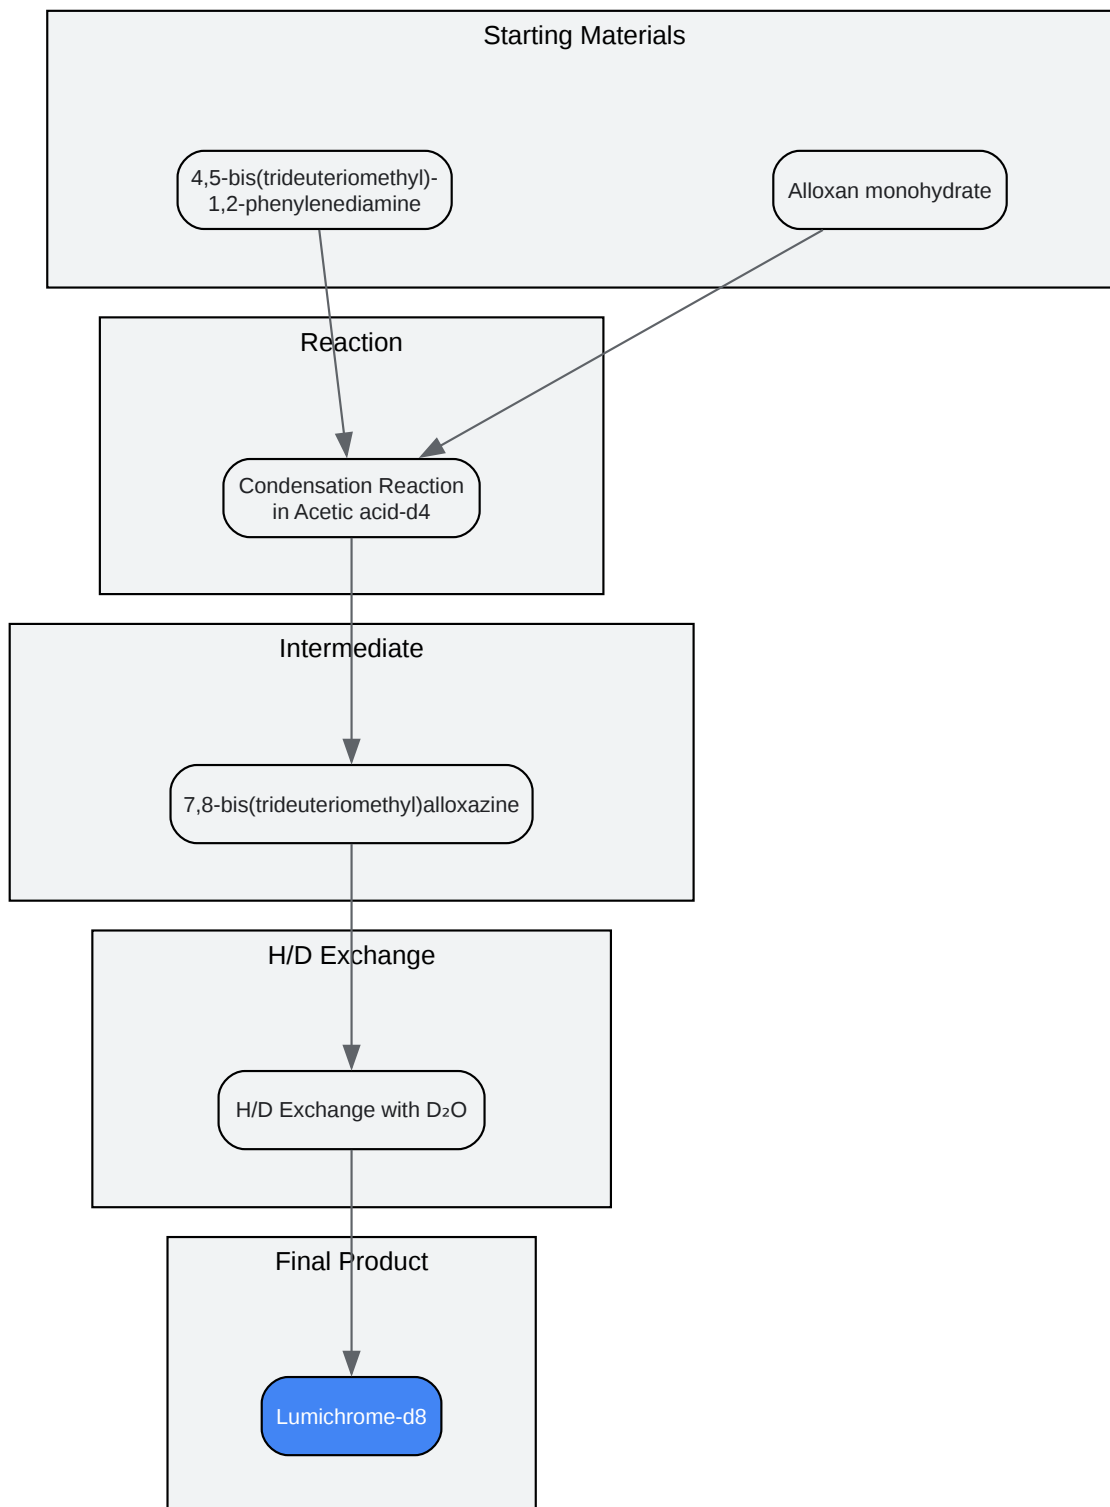 Starting Materials
4,5-bis(trideuteriomethyl)-
1,2-phenylenediamine
Alloxan monohydrate
Reaction
Condensation Reaction
in Acetic acid-d4
Intermediate
7,8-bis(trideuteriomethyl)alloxazine
H/D Exchange
H/D Exchange with D₂O
Final Product
Lumichrome-d8